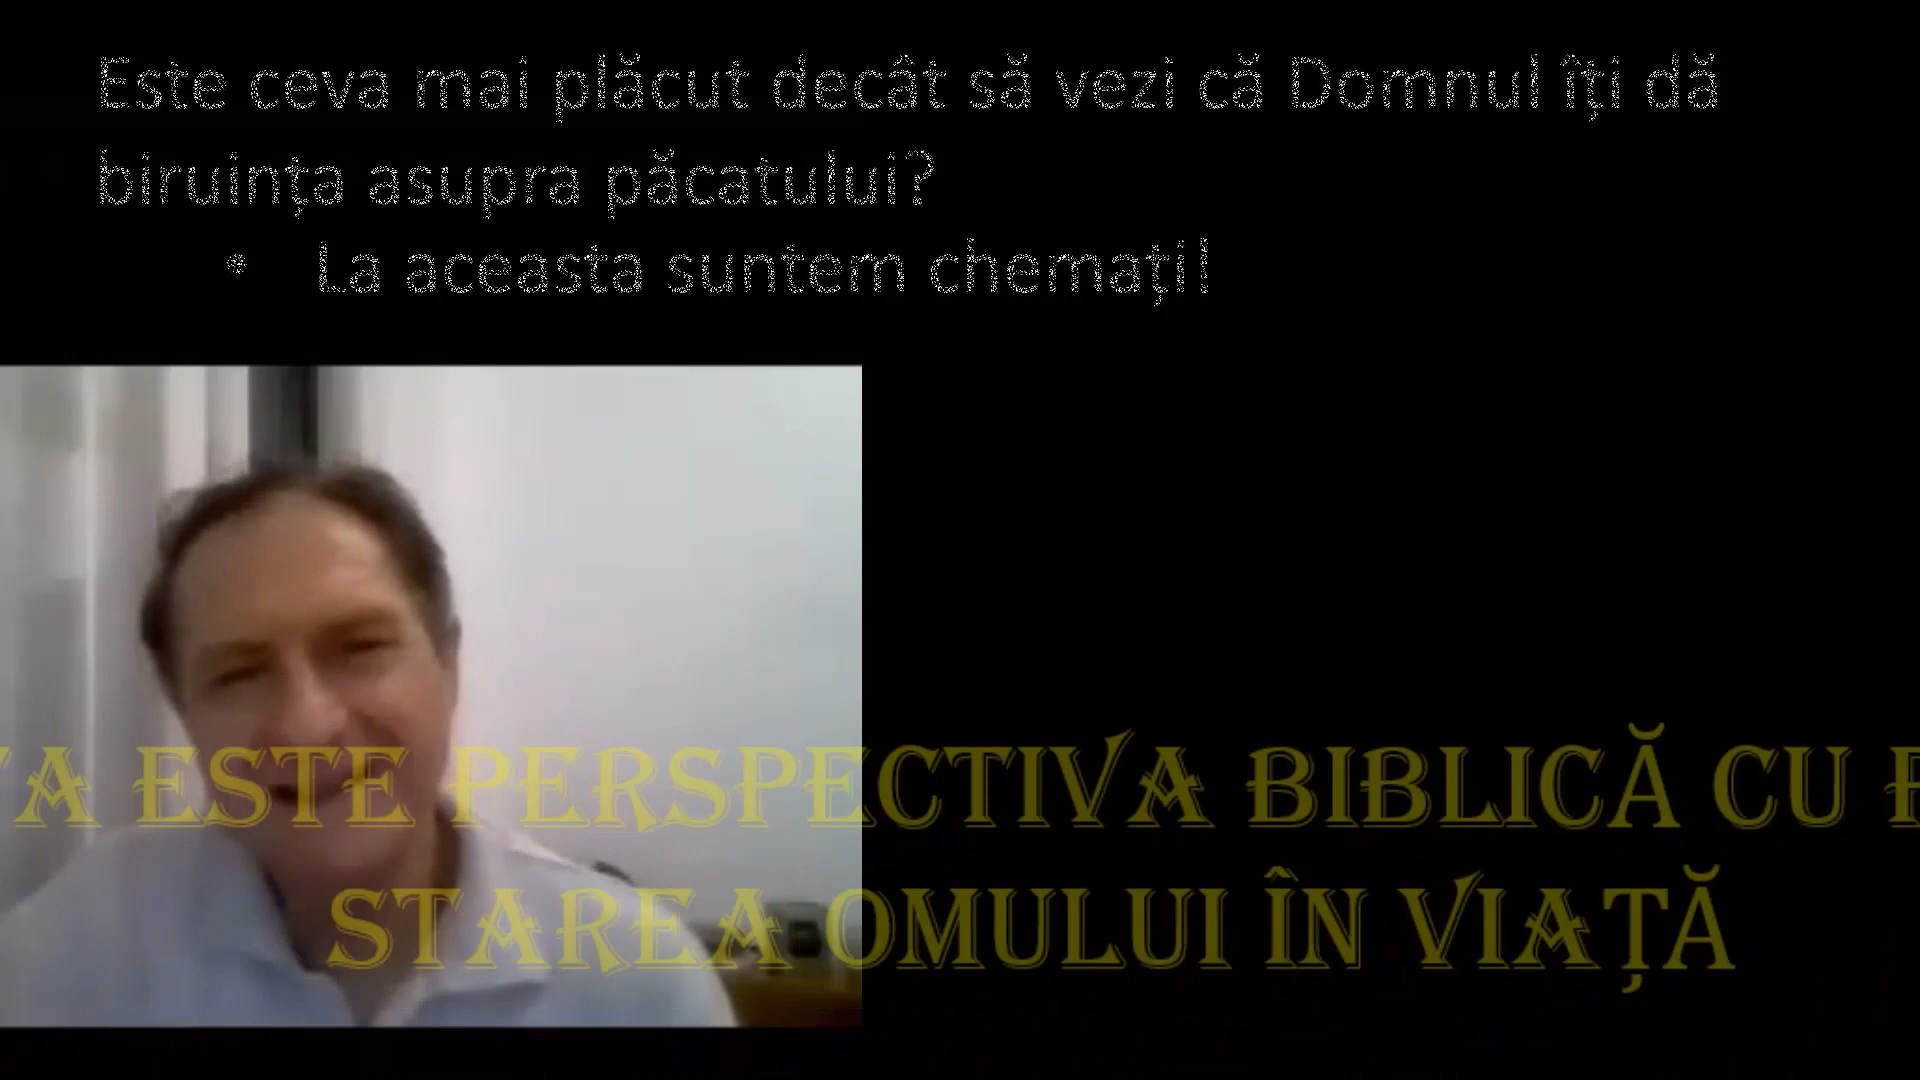 Este ceva mai plăcut decât să vezi că Domnul îți dă
biruința asupra păcatului?
• La aceasta suntem chemați!
ESTE PERSPECTIVA BIBLICĂ CU
STAREA OMULUI ÎN VIAȚĂ